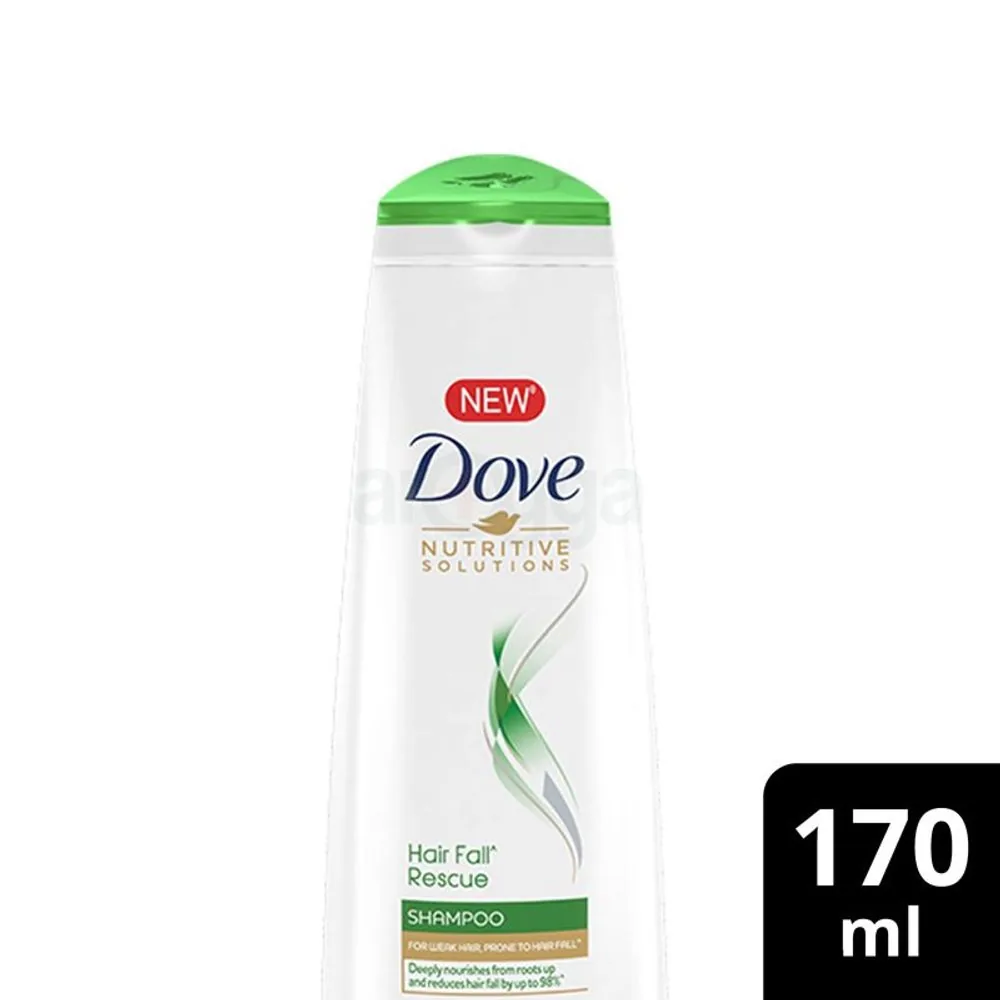 NEW®
Dove
NUTRITIVE
SOLUTIONS
Hair Fall^
Rescue
SHAMPOO
FOR WEAK HAIR, PRONE TO HAIR FALL^
Deeply nourishes from roots up
and reduces hair fall by up to 98%^
170
ml